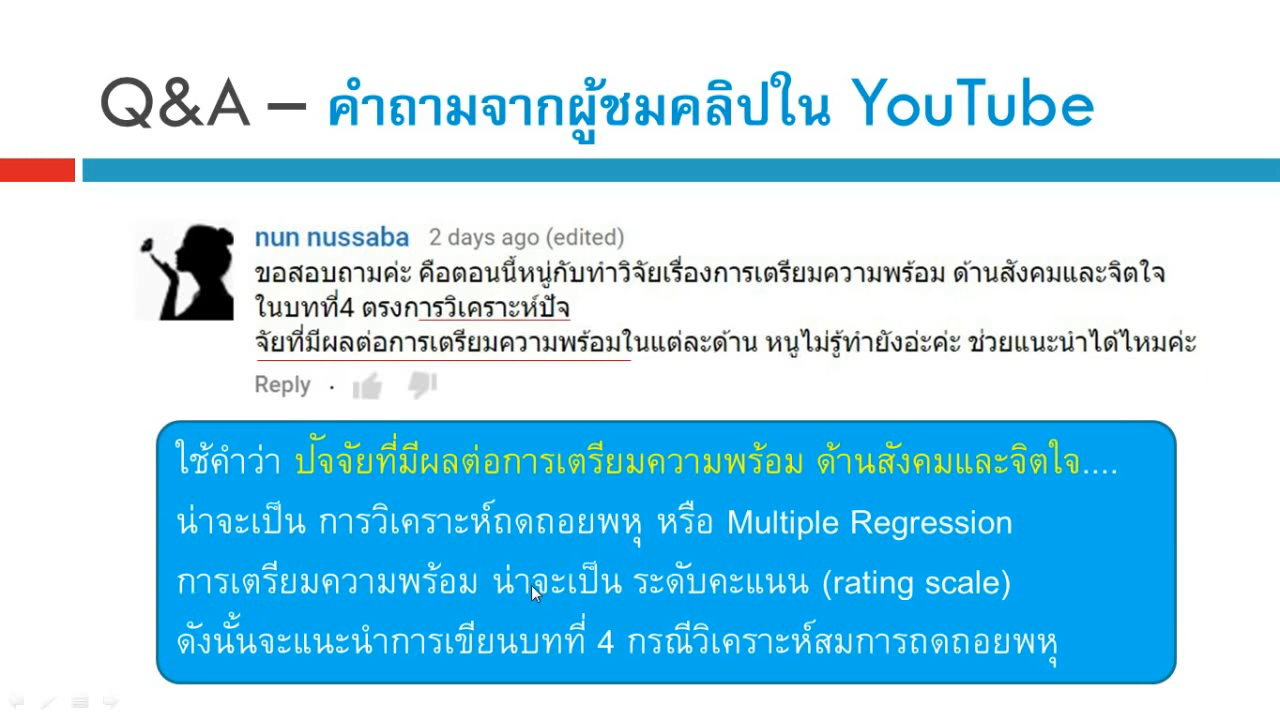 Q&A – คำถามจากผู้ชมคลิปใน YouTube
nun nussaba 2 days ago (edited)
ขอสอบถามค่ะ คือตอนนี้หนู่กับทำวิจัยเรื่องการเตรียมความพร้อม ด้านสังคมและจิตใจ
ในบทที่4 ตรงการวิเคราะห์ปัจ
จัยที่มีผลต่อการเตรียมความพร้อมในแต่ละด้าน หนูไม่รู้ทำยังอ่ะค่ะ ช่วยแนะนำได้ไหมค่ะ
Reply ·
ใช้คำว่า ปัจจัยที่มีผลต่อการเตรียมความพร้อม ด้านสังคมและจิตใจ....
น่าจะเป็น การวิเคราะห์ถดถอยพหุ หรือ Multiple Regression
การเตรียมความพร้อม น่าจะเป็น ระดับคะแนน (rating scale)
ดังนั้นจะแนะนำการเขียนบทที่ 4 กรณีวิเคราะห์สมการถดถอยพหุ